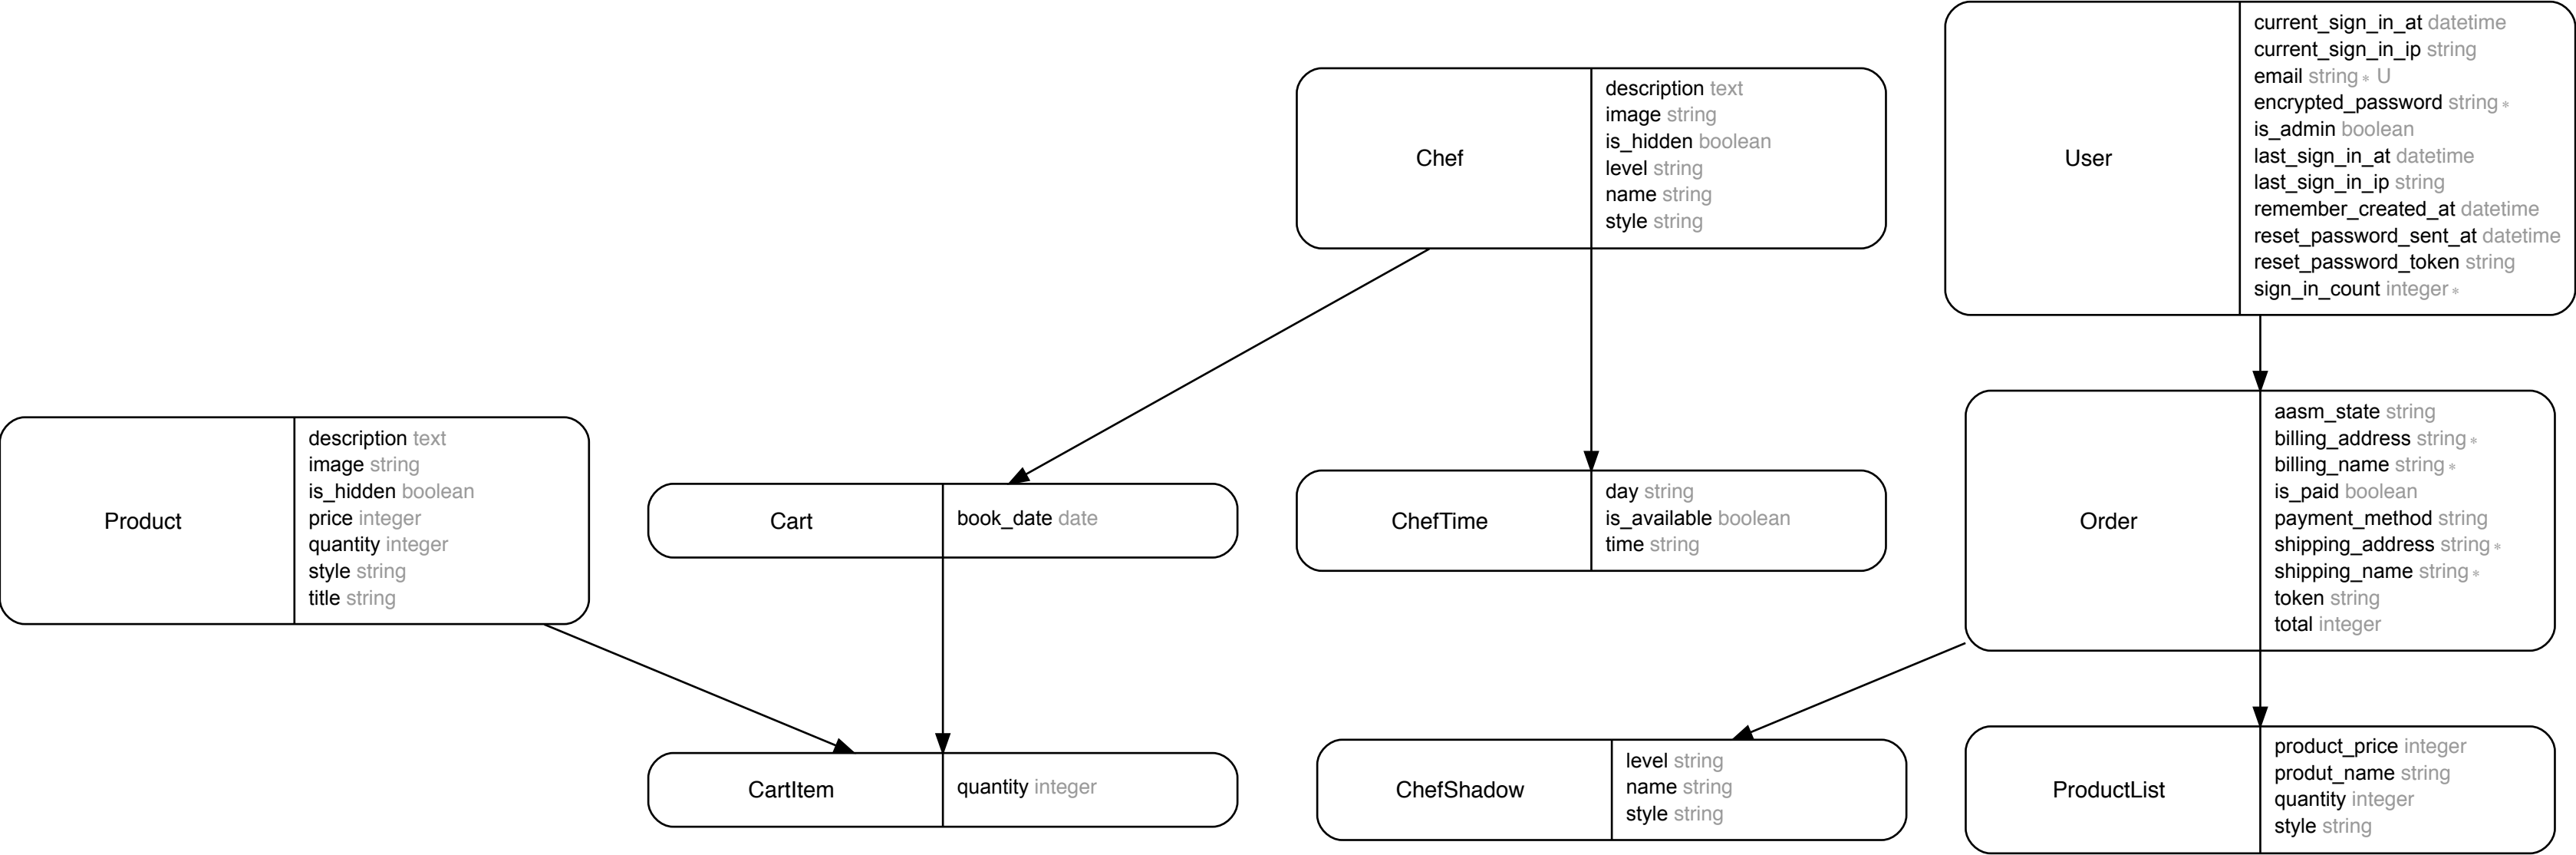 Chef
description text
image string
is_hidden boolean
level string
name string
style string
User
current_sign_in_at datetime
current_sign_in_ip string
email string ∗ U
encrypted_password string ∗
is_admin boolean
last_sign_in_at datetime
last_sign_in_ip string
remember_created_at datetime
reset_password_sent_at datetime
reset_password_token string
sign_in_count integer ∗
Product
description text
image string
is_hidden boolean
price integer
quantity integer
style string
title string
Cart
book_date date
ChefTime
day string
is_available boolean
time string
Order
aasm_state string
billing_address string ∗
billing_name string ∗
is_paid boolean
payment_method string
shipping_address string ∗
shipping_name string ∗
token string
total integer
CartItem
quantity integer
ChefShadow
level string
name string
style string
ProductList
product_price integer
produt_name string
quantity integer
style string